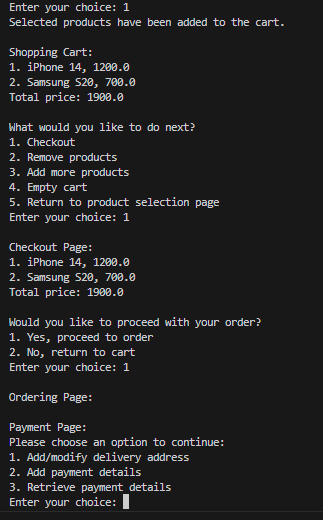 Enter your choice: 1
Selected products have been added to the cart.
Shopping Cart:
1. iPhone 14, 1200.0
2. Samsung S20, 700.0
Total price: 1900.0
What would you like to do next?
1. Checkout
2. Remove products
3. Add more products
4. Empty cart
5. Return to product selection page
Enter your choice: 1
Checkout Page:
1. iPhone 14, 1200.0
2. Samsung S20, 700.0
Total price: 1900.0
Would you like to proceed with your order?
1. Yes, proceed to order
2. No, return to cart
Enter your choice: 1
Ordering Page:
Payment Page:
Please choose an option to continue:
1. Add/modify delivery address
2. Add payment details
3. Retrieve payment details
Enter your choice: